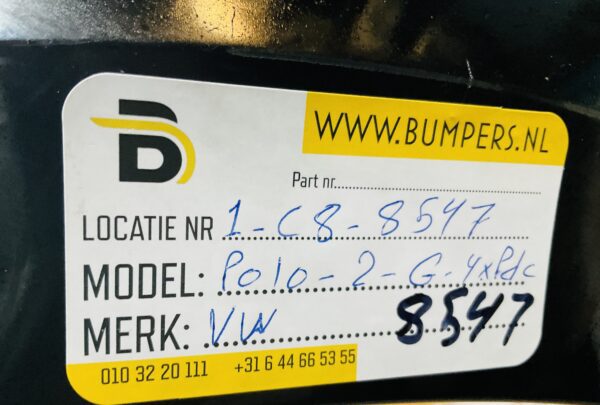 B
WWW.BUMPERS.NL
Part nr.
LOCATIE NR 1-C8-8547
MODEL: Polo-2-G-4xPdc
MERK: VW 8547
010 32 20 111 +31 6 44 66 53 55